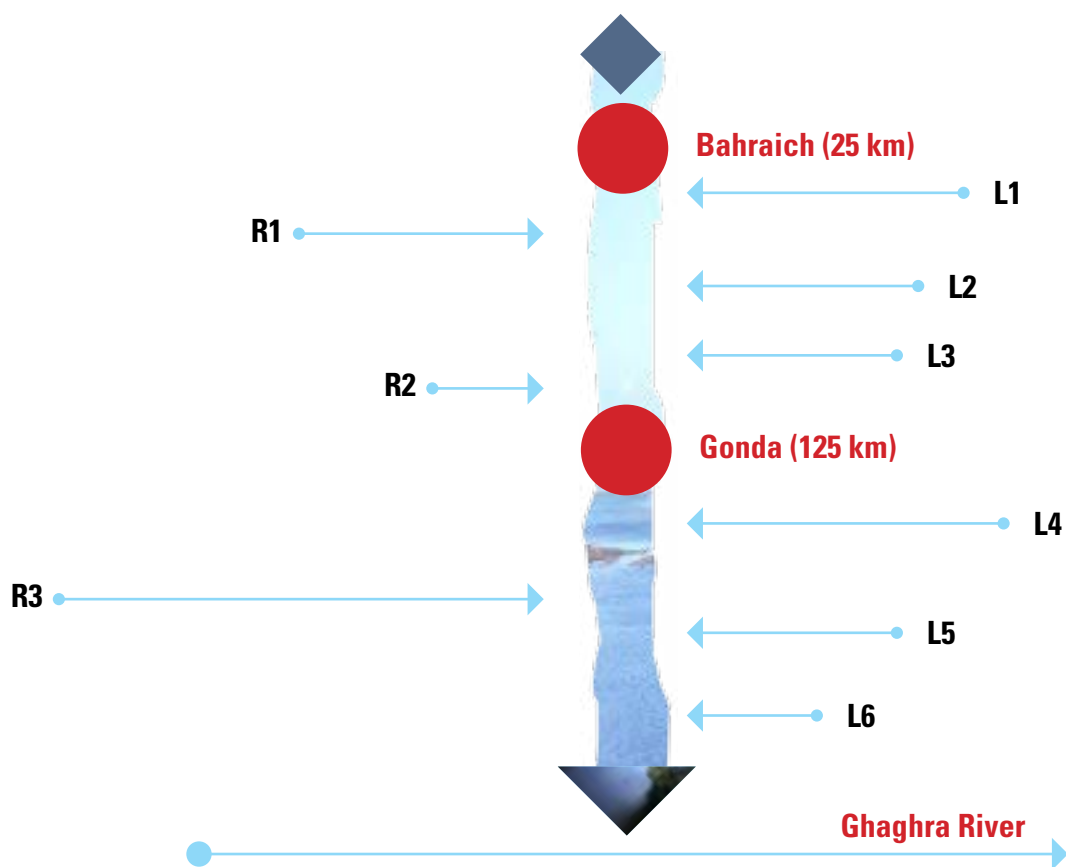 Bahraich (25 km)
L1
R1
L2
L3
R2
Gonda (125 km)
L4
R3
L5
L6
Ghaghra River